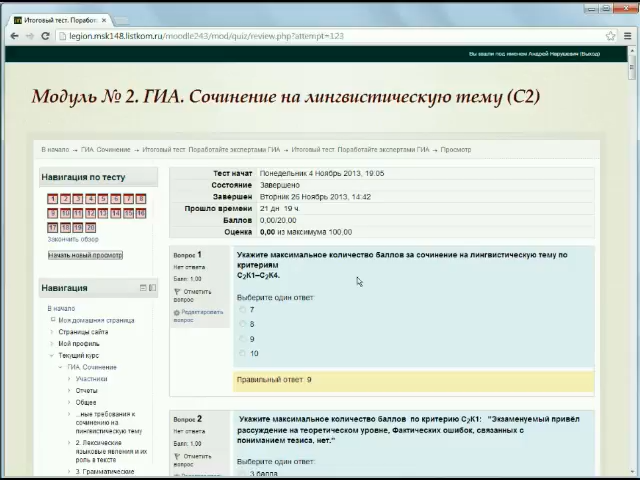 Итоговый тест. Поработ
legion.msk148.listkom.ru/moodle243/mod/quiz/review.php?attempt=123
Вы вошли под именем Андрей Нарушевич (Выход)
Модуль № 2. ГИА. Сочинение на лингвистическую тему (С2)
В начало > ГИА. Сочинение > Итоговый тест. Поработайте экспертами ГИА > Итоговый тест. Поработайте экспертами ГИА > Просмотр
Навигация по тесту
1 2 3 4 5 6 7 8
9 10 11 12 13 14 15 16
17 18 19 20
Закончить обзор
Начать новый просмотр
Тест начат Понедельник 4 Ноябрь 2013, 19:05
Состояние Завершено
Завершен Вторник 26 Ноябрь 2013, 14:42
Прошло времени 21 дн 19 ч.
Баллов 0,00/20,00
Оценка 0,00 из максимума 100,00
Вопрос 1
Нет ответа
Балл: 1,00
Отметить
вопрос
Редактировать
вопрос
Укажите максимальное количество баллов за сочинение на лингвистическую тему по
критериям
С2К1–С2К4.
Выберите один ответ:
7
8
9
10
Правильный ответ: 9
Навигация
В начало
Моя домашняя страница
Страницы сайта
Мой профиль
Текущий курс
ГИА. Сочинение
Участники
Отчеты
Общее
...ные требования к
сочинению на
лингвистическую тему
2. Лексические
языковые явления и их
роль в тексте
3. Грамматические
Вопрос 2
Нет ответа
Балл: 1,00
Отметить
вопрос
Редактировать
Укажите максимальное количество баллов по критерию С2К1: "Экзаменуемый привёл
рассуждение на теоретическом уровне. Фактических ошибок, связанных с
пониманием тезиса, нет."
Выберите один ответ:
3 балла